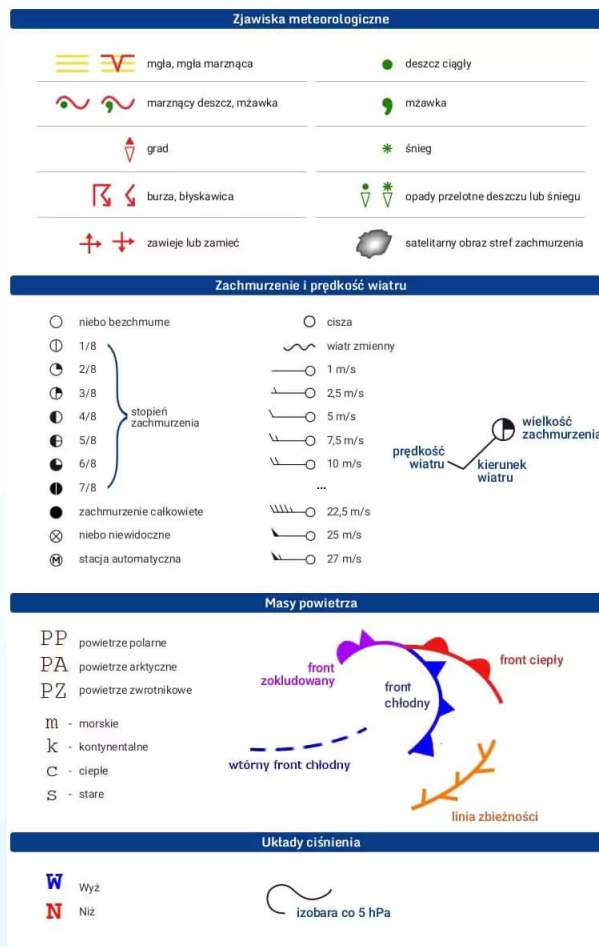 Zjawiska meteorologiczne
mgła, mgła marznąca
deszcz ciągły
marznący deszcz, mżawka
mżawka
grad
śnieg
burza, błyskawica
opady przelotne deszczu lub śniegu
zawieje lub zamieć
satelitarny obraz stref zachmurzenia
Zachmurzenie i prędkość wiatru
niebo bezchmurne
cisza
1/8
wiatr zmienny
2/8
1 m/s
3/8
2,5 m/s
4/8
stopień
zachmurzenia
5 m/s
5/8
7,5 m/s
6/8
10 m/s
7/8
...
zachmurzenie całkowiete
22,5 m/s
niebo niewidoczne
25 m/s
M
stacja automatyczna
27 m/s
wielkość
zachmurzenia
prędkość
wiatru
kierunek
wiatru
Masy powietrza
PP powietrze polarne
PA powietrze arktyczne
PZ powietrze zwrotnikowe
m - morskie
k - kontynentalne
c - ciepłe
s - stare
front
zokludowany
front ciepły
front
chłodny
wtórny front chłodny
linia zbieżności
Układy ciśnienia
W Wyż
N Niż
izobara co 5 hPa